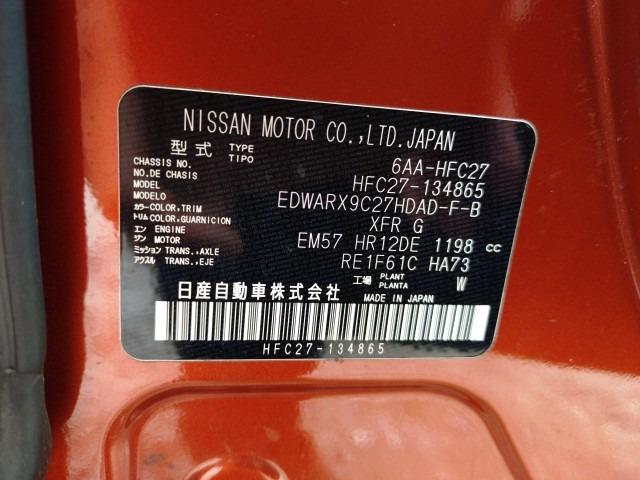 NISSAN MOTOR CO.,LTD.JAPAN
型式 TYPE TIPO 6AA-HFC27
CHASSIS NO.
NO.DE CHASIS HFC27-134865
MODEL
MODELO EDWARX9C27HDAD-F-B
カラー COLOR,TRIM
トリム COLOR,GUARNICION XFR G
エン ENGINE
ジン MOTOR EM57 HR12DE 1198 cc
ミッション TRANS.,AXLE
アクスル TRANS.,EJE RE1F61C HA73
工場 PLANT PLANTA W
日産自動車株式会社 MADE IN JAPAN
HFC27-134865